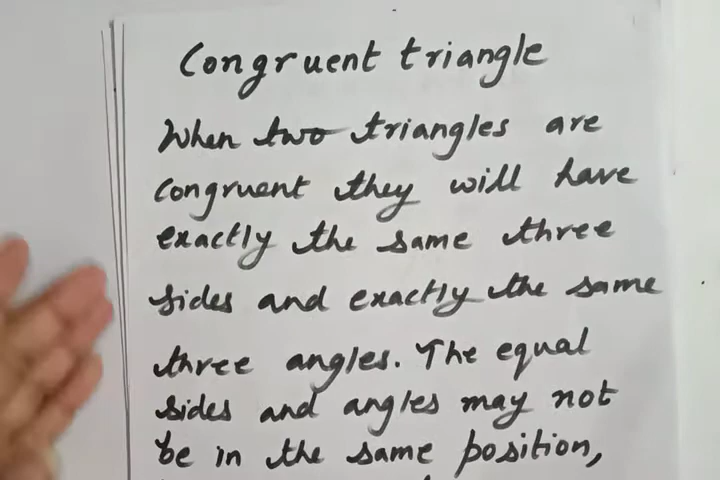 Congruent triangle
When two triangles are
congruent they will have
exactly the same three
sides and exactly the same
three angles. The equal
sides and angles may not
be in the same position,